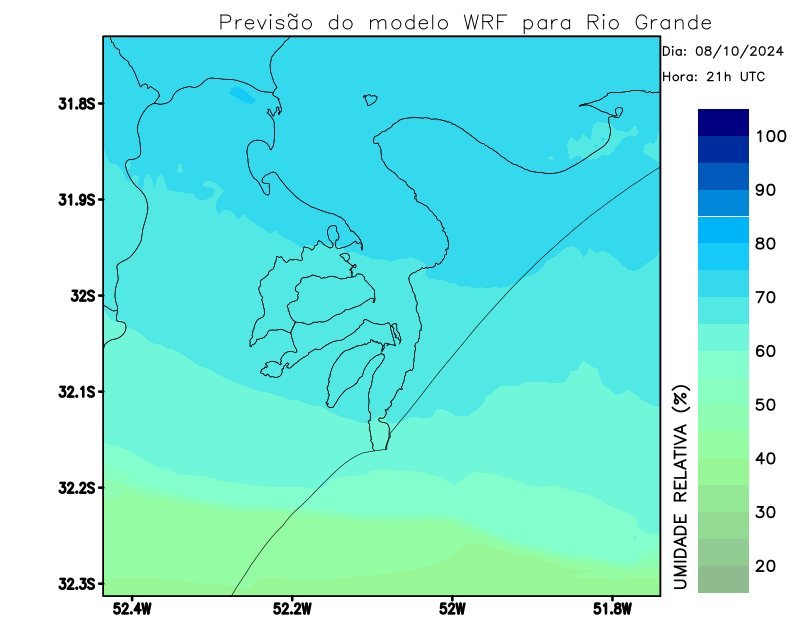 Previsão do modelo WRF para Rio Grande
Dia: 08/10/2024
Hora: 21h UTC
31.8S
31.9S
32S
32.1S
32.2S
32.3S
52.4W
52.2W
52W
51.8W
UMIDADE RELATIVA (%)
100
90
80
70
60
50
40
30
20